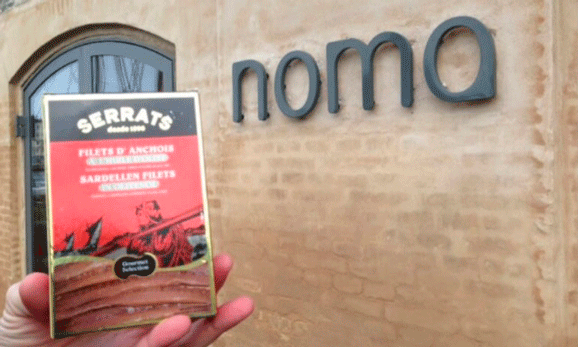 noma
SERRATS
desde 1890
FILETS D' ANCHOIS
À L'HUILE D'OLIVE
SARDELLEN FILETS
IN OLIVENÖL
Gourmet
Selection